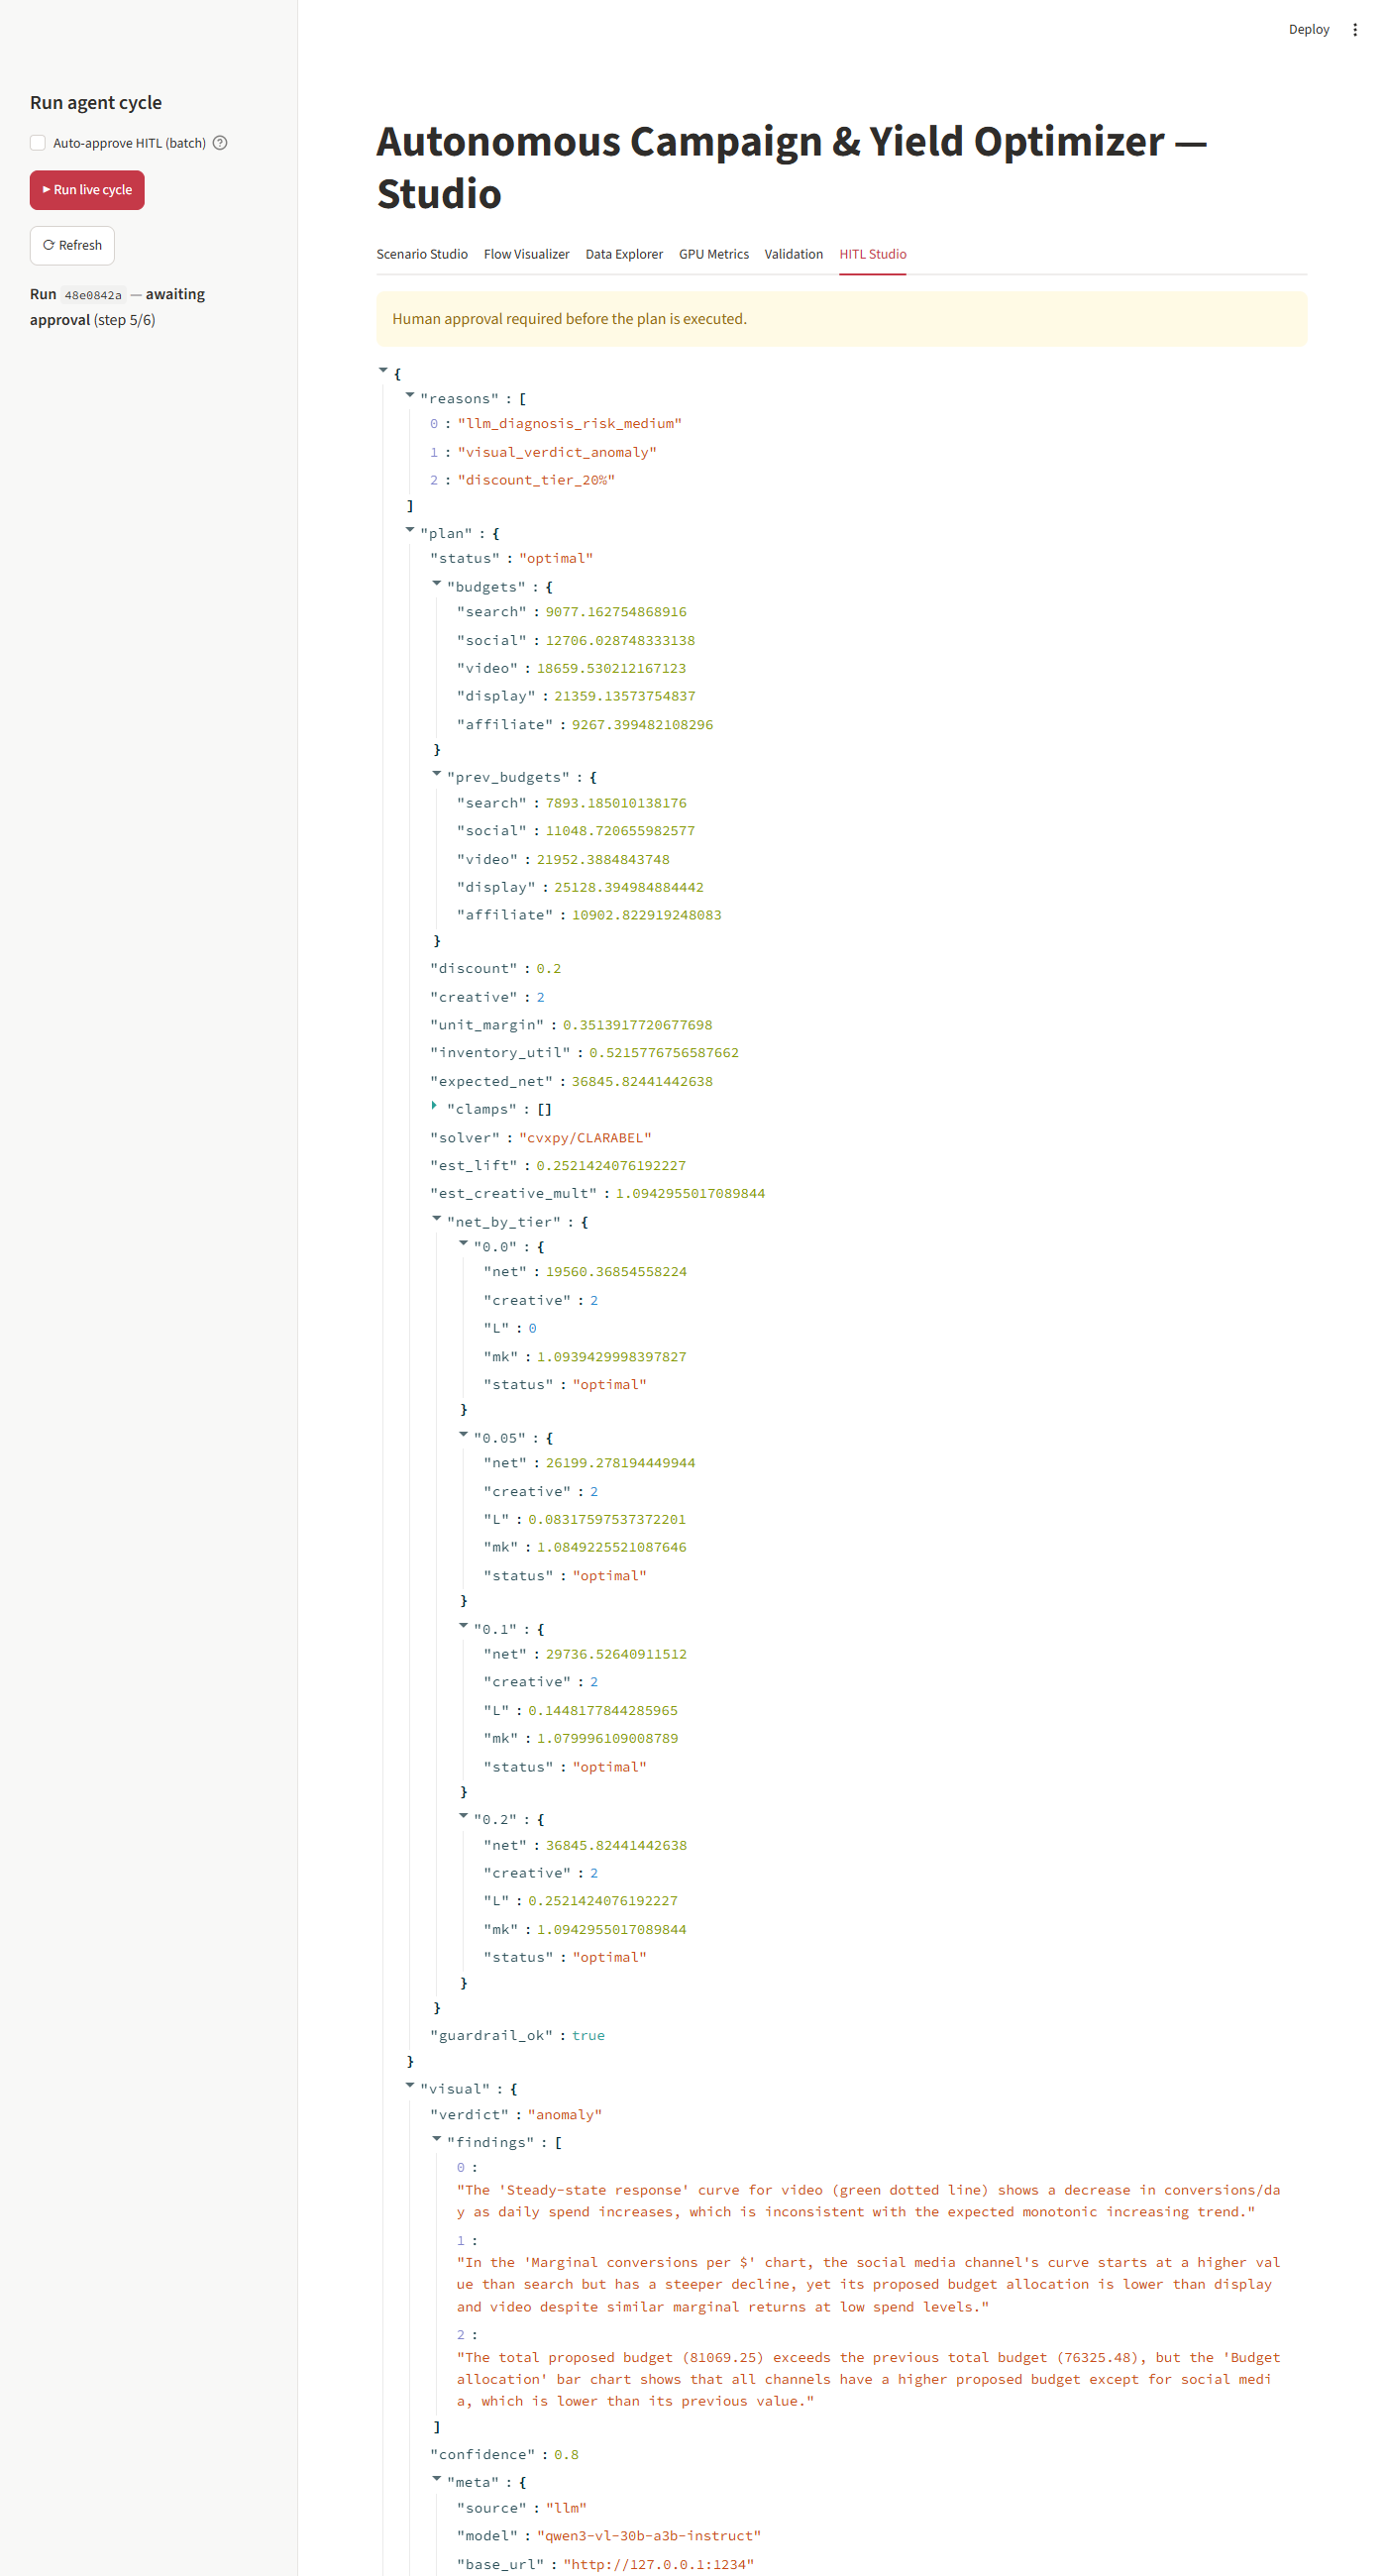 Deploy
Run agent cycle
Auto-approve HITL (batch)
Run live cycle
Refresh
Run 48e0842a — awaiting
approval (step 5/6)
Autonomous Campaign & Yield Optimizer —
Studio
Scenario Studio Flow Visualizer Data Explorer GPU Metrics Validation HITL Studio
Human approval required before the plan is executed.
{
"reasons" : [
0 : "llm_diagnosis_risk_medium"
1 : "visual_verdict_anomaly"
2 : "discount_tier_20%"
]
"plan" : {
"status" : "optimal"
"budgets" : {
"search" : 9077.162754868916
"social" : 12706.028748333138
"video" : 18659.530212167123
"display" : 21359.13573754837
"affiliate" : 9267.399482108296
}
"prev_budgets" : {
"search" : 7893.185010138176
"social" : 11048.720655982577
"video" : 21952.3884843748
"display" : 25128.394984884442
"affiliate" : 10902.822919248083
}
"discount" : 0.2
"creative" : 2
"unit_margin" : 0.3513917720677698
"inventory_util" : 0.5215776756587662
"expected_net" : 36845.82441442638
"clamps" : []
"solver" : "cvxpy/CLARABEL"
"est_lift" : 0.2521424076192227
"est_creative_mult" : 1.0942955017089844
"net_by_tier" : {
"0.0" : {
"net" : 19560.36854558224
"creative" : 2
"L" : 0
"mk" : 1.0939429998397827
"status" : "optimal"
}
"0.05" : {
"net" : 26199.278194449944
"creative" : 2
"L" : 0.08317597537372201
"mk" : 1.0849225521087646
"status" : "optimal"
}
"0.1" : {
"net" : 29736.52640911512
"creative" : 2
"L" : 0.1448177844285965
"mk" : 1.079996109008789
"status" : "optimal"
}
"0.2" : {
"net" : 36845.82441442638
"creative" : 2
"L" : 0.2521424076192227
"mk" : 1.0942955017089844
"status" : "optimal"
}
}
"guardrail_ok" : true
}
"visual" : {
"verdict" : "anomaly"
"findings" : [
0 :
"The 'Steady-state response' curve for video (green dotted line) shows a decrease in conversions/da
y as daily spend increases, which is inconsistent with the expected monotonic increasing trend."
1 :
"In the 'Marginal conversions per $' chart, the social media channel's curve starts at a higher val
ue than search but has a steeper decline, yet its proposed budget allocation is lower than display
and video despite similar marginal returns at low spend levels."
2 :
"The total proposed budget (81069.25) exceeds the previous total budget (76325.48), but the 'Budget
allocation' bar chart shows that all channels have a higher proposed budget except for social medi
a, which is lower than its previous value."
]
"confidence" : 0.8
"meta" : {
"source" : "llm"
"model" : "qwen3-vl-30b-a3b-instruct"
"base_url" : "http://127.0.0.1:1234"